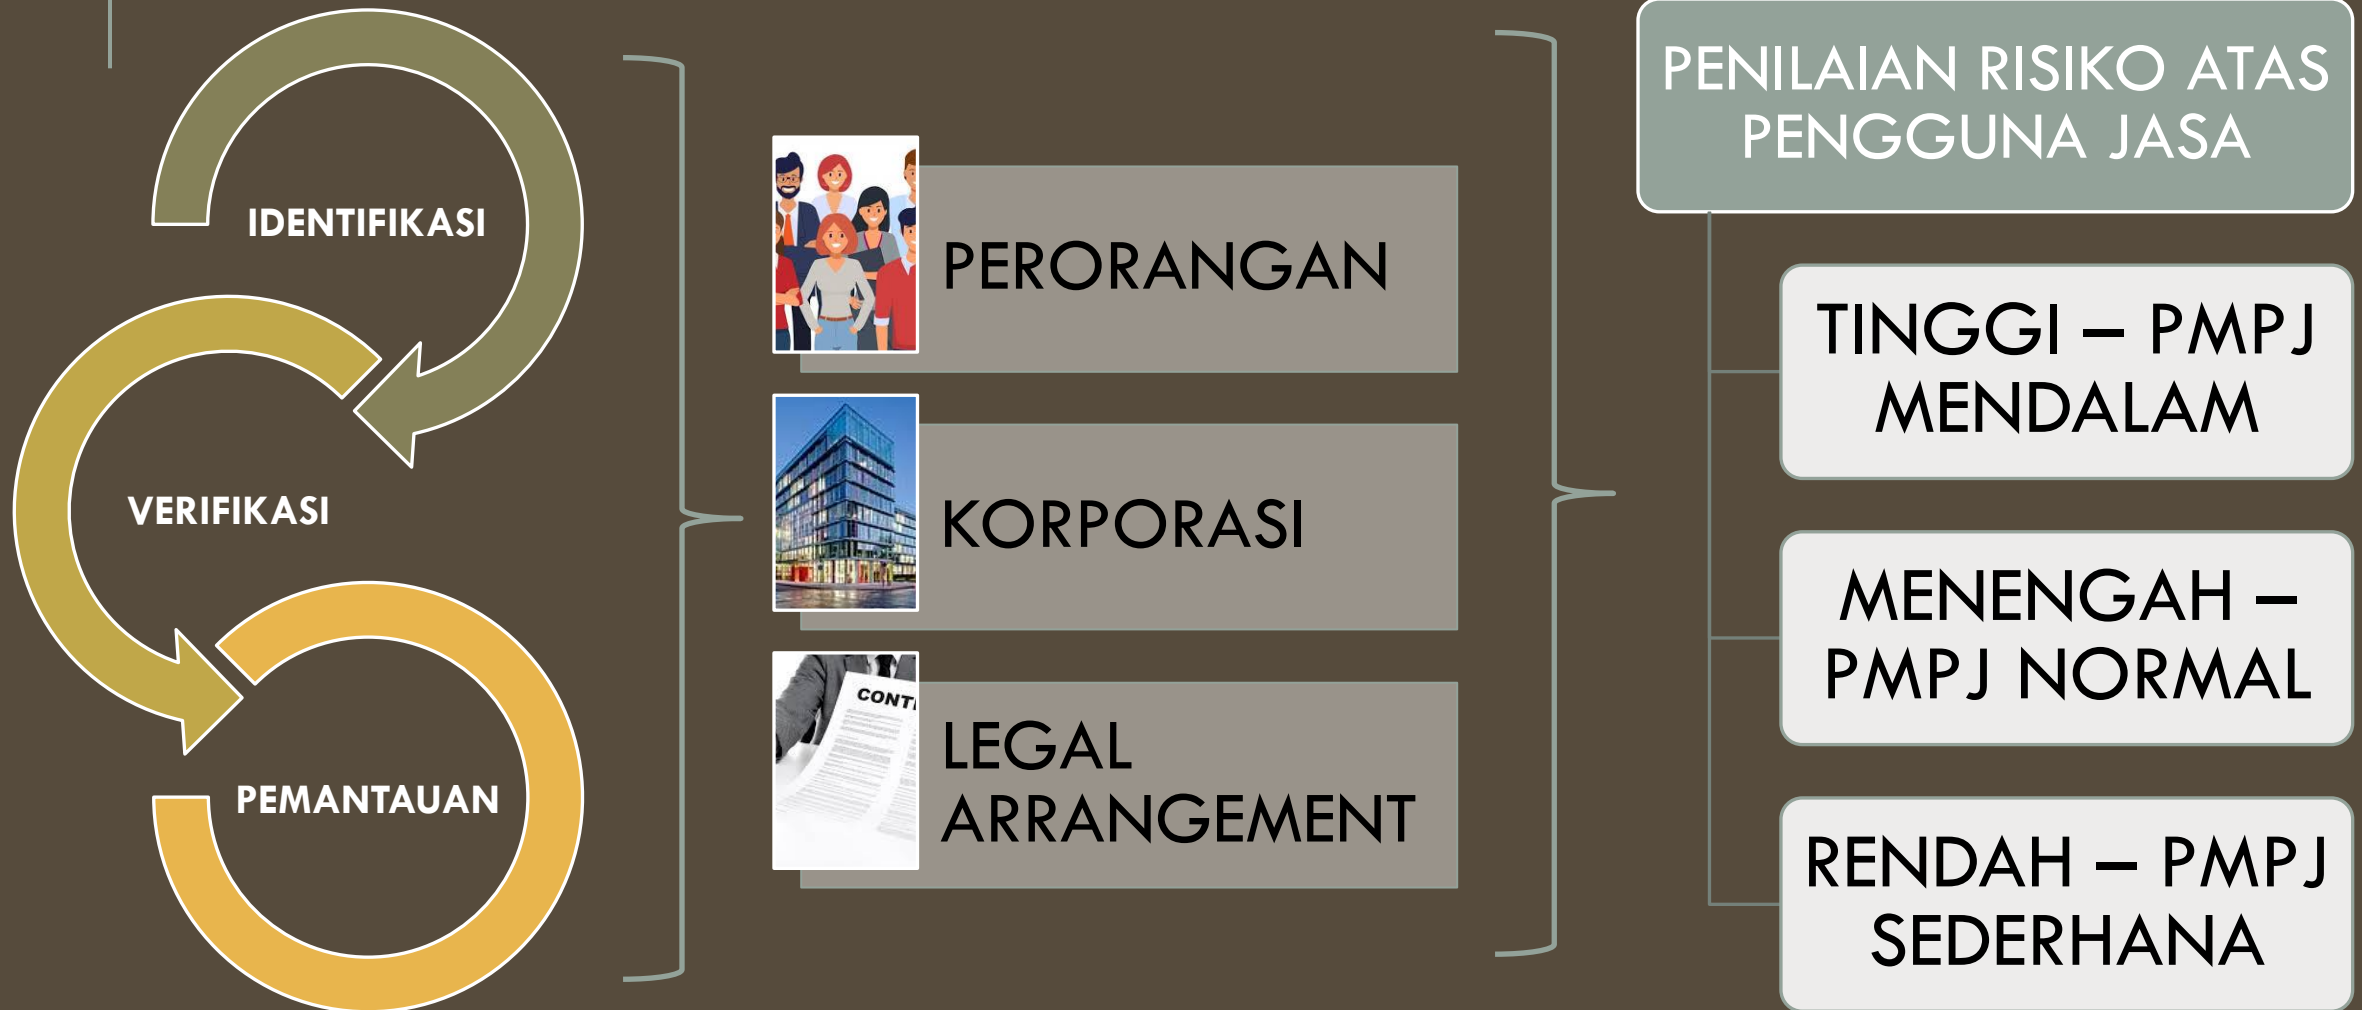 IDENTIFIKASI
VERIFIKASI
PEMANTAUAN
PERORANGAN
KORPORASI
CONT
LEGAL
ARRANGEMENT
PENILAIAN RISIKO ATAS
PENGGUNA JASA
TINGGI – PMPJ
MENDALAM
MENENGAH –
PMPJ NORMAL
RENDAH – PMPJ
SEDERHANA